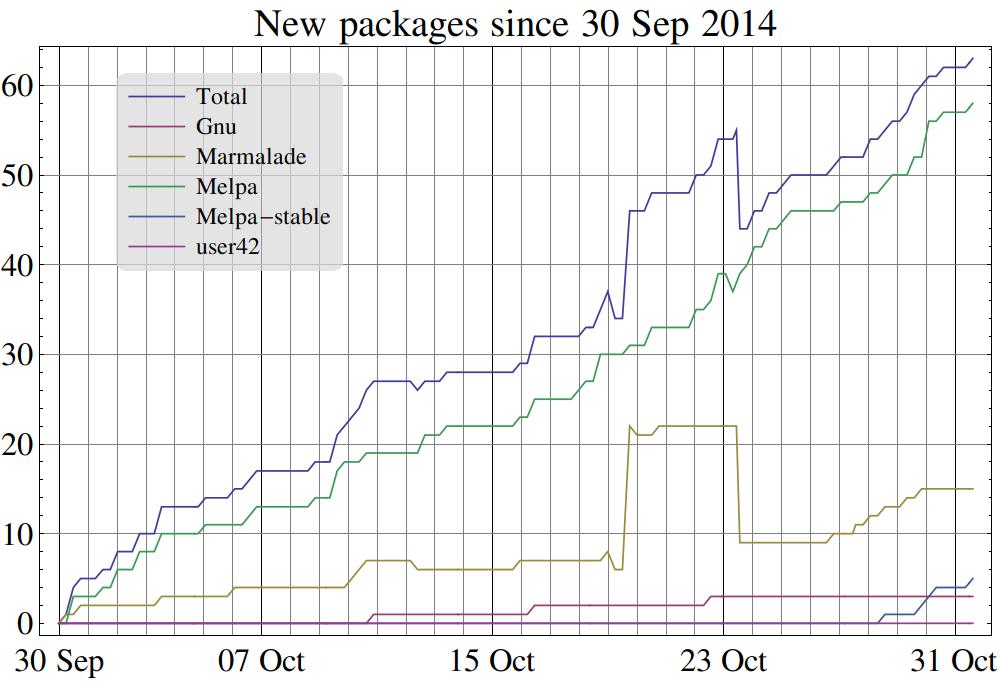 New packages since 30 Sep 2014
60
50
40
30
20
10
0
Total
Gnu
Marmalade
Melpa
Melpa−stable
user42
30 Sep 07 Oct 15 Oct 23 Oct 31 Oct